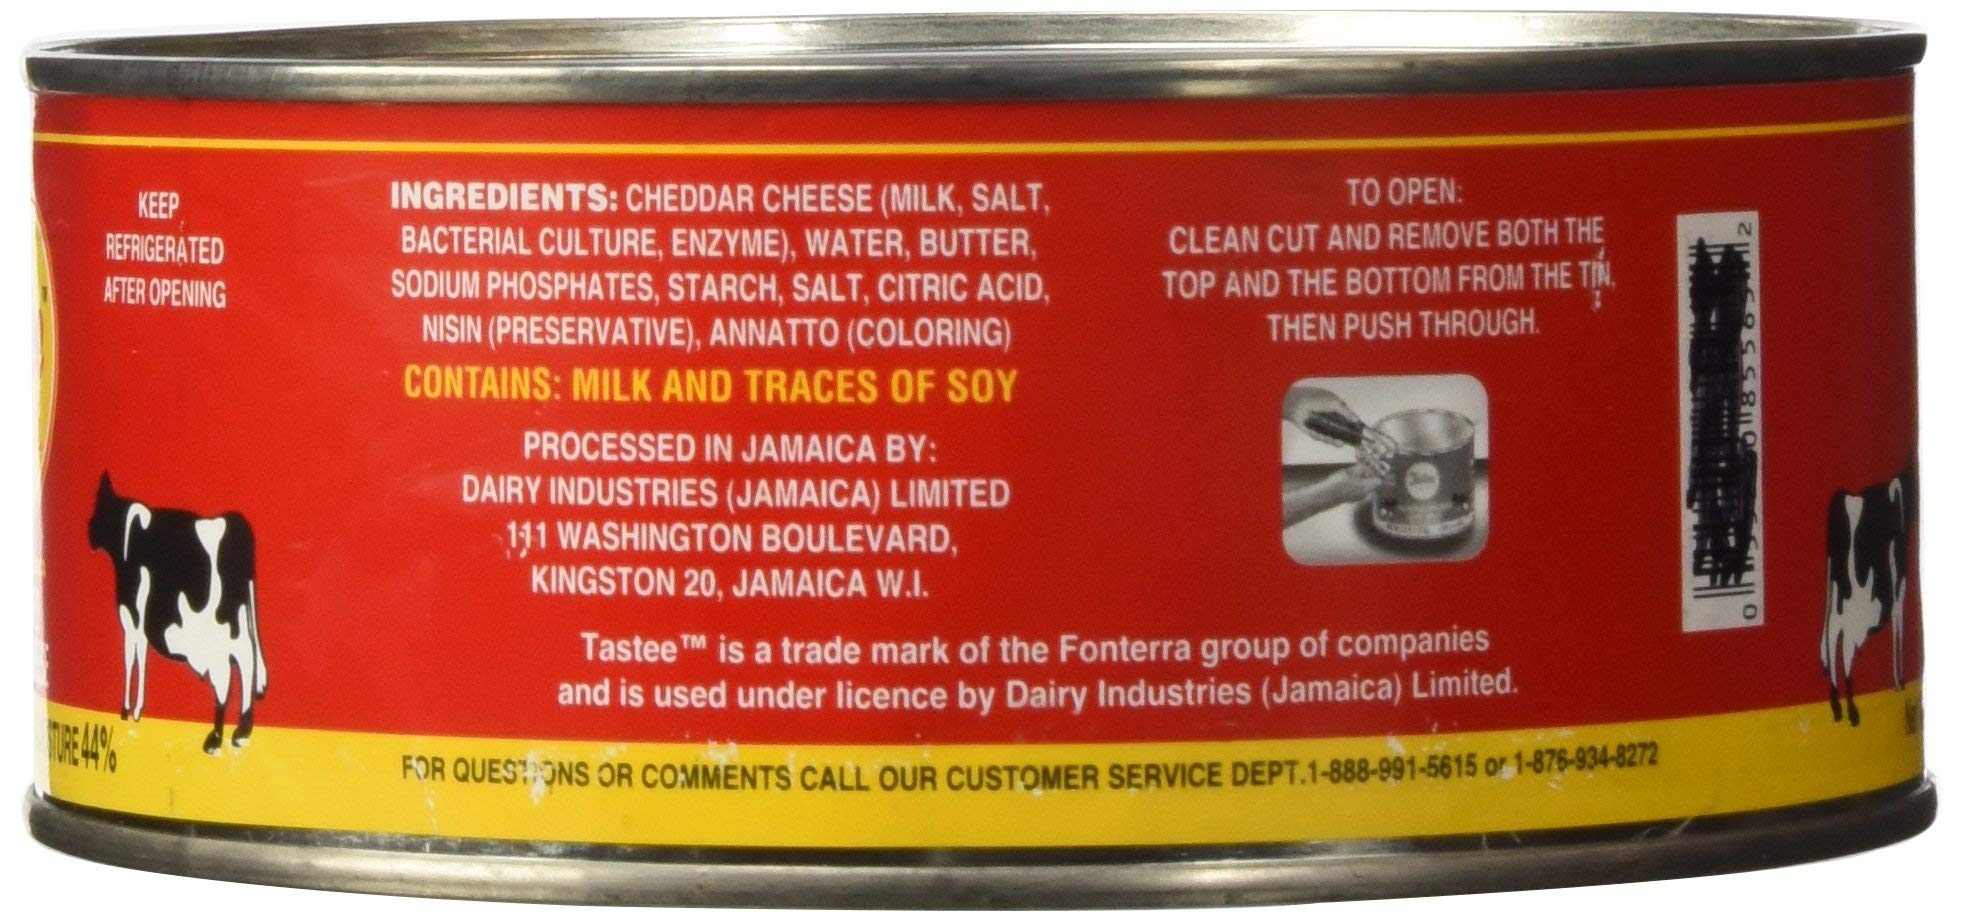 KEEP
REFRIGERATED
AFTER OPENING
INGREDIENTS: CHEDDAR CHEESE (MILK, SALT,
BACTERIAL CULTURE, ENZYME), WATER, BUTTER,
SODIUM PHOSPHATES, STARCH, SALT, CITRIC ACID,
NISIN (PRESERVATIVE), ANNATTO (COLORING)
CONTAINS: MILK AND TRACES OF SOY
PROCESSED IN JAMAICA BY:
DAIRY INDUSTRIES (JAMAICA) LIMITED
111 WASHINGTON BOULEVARD,
KINGSTON 20, JAMAICA W.I.
TO OPEN:
CLEAN CUT AND REMOVE BOTH THE
TOP AND THE BOTTOM FROM THE TIN,
THEN PUSH THROUGH.
Tastee™ is a trade mark of the Fonterra group of companies
and is used under licence by Dairy Industries (Jamaica) Limited.
44%
FOR QUESTIONS OR COMMENTS CALL OUR CUSTOMER SERVICE DEPT.1-888-991-5615 or 1-876-934-8272